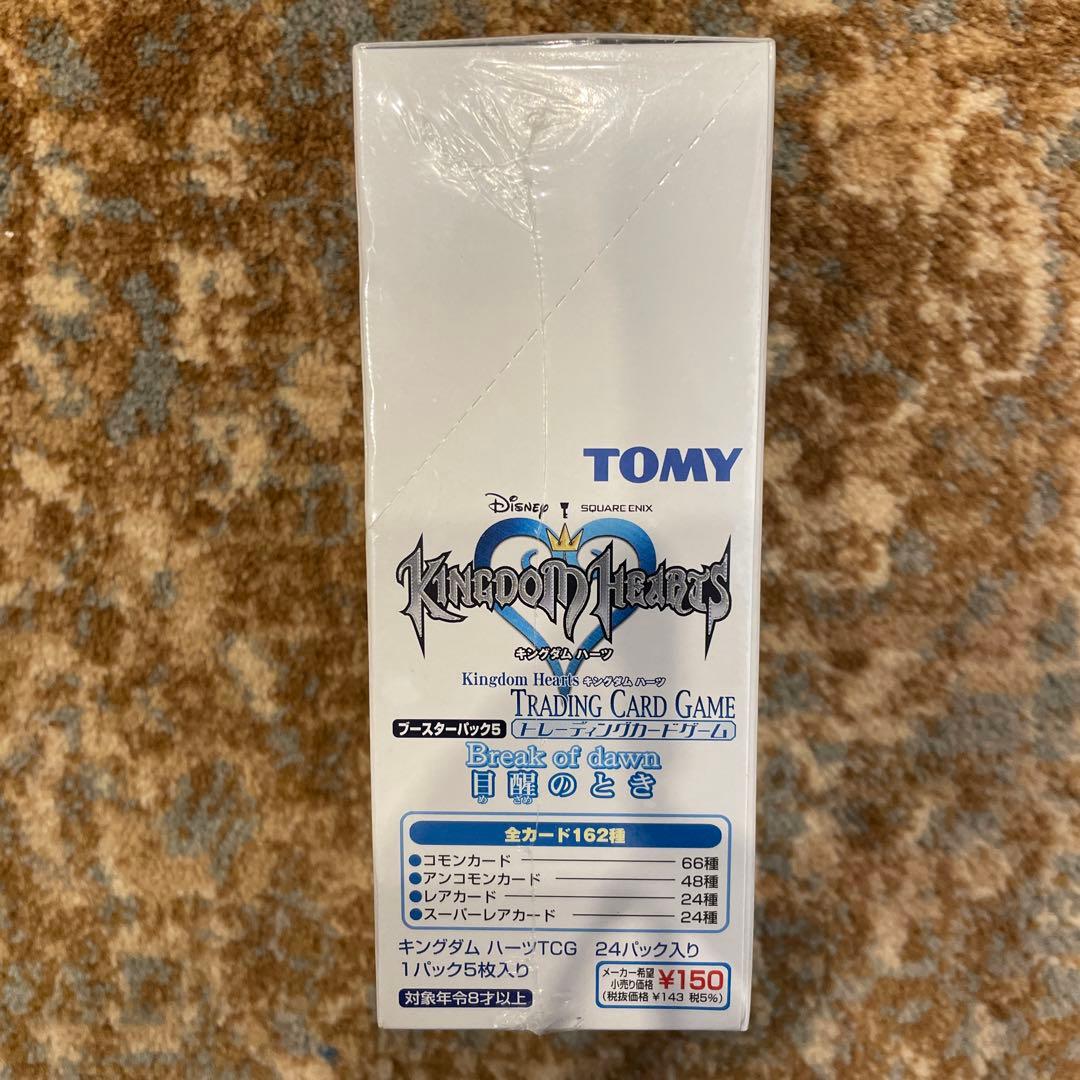 TOMY
Disney SQUARE ENIX
KINGDOM HEARTS
キングダム ハーツ
Kingdom Hearts キングダム ハーツ
TRADING CARD GAME
ブースターパック5 トレーディングカードゲーム
Break of dawn
目醒のとき
め ざめ
全カード162種
●コモンカード 66種
●アンコモンカード 48種
●レアカード 24種
●スーパーレアカード 24種
キングダム ハーツTCG 24パック入り
1パック5枚入り
対象年令8才以上
メーカー希望
小売り価格 ¥150
(税抜価格 ¥143 税5%)